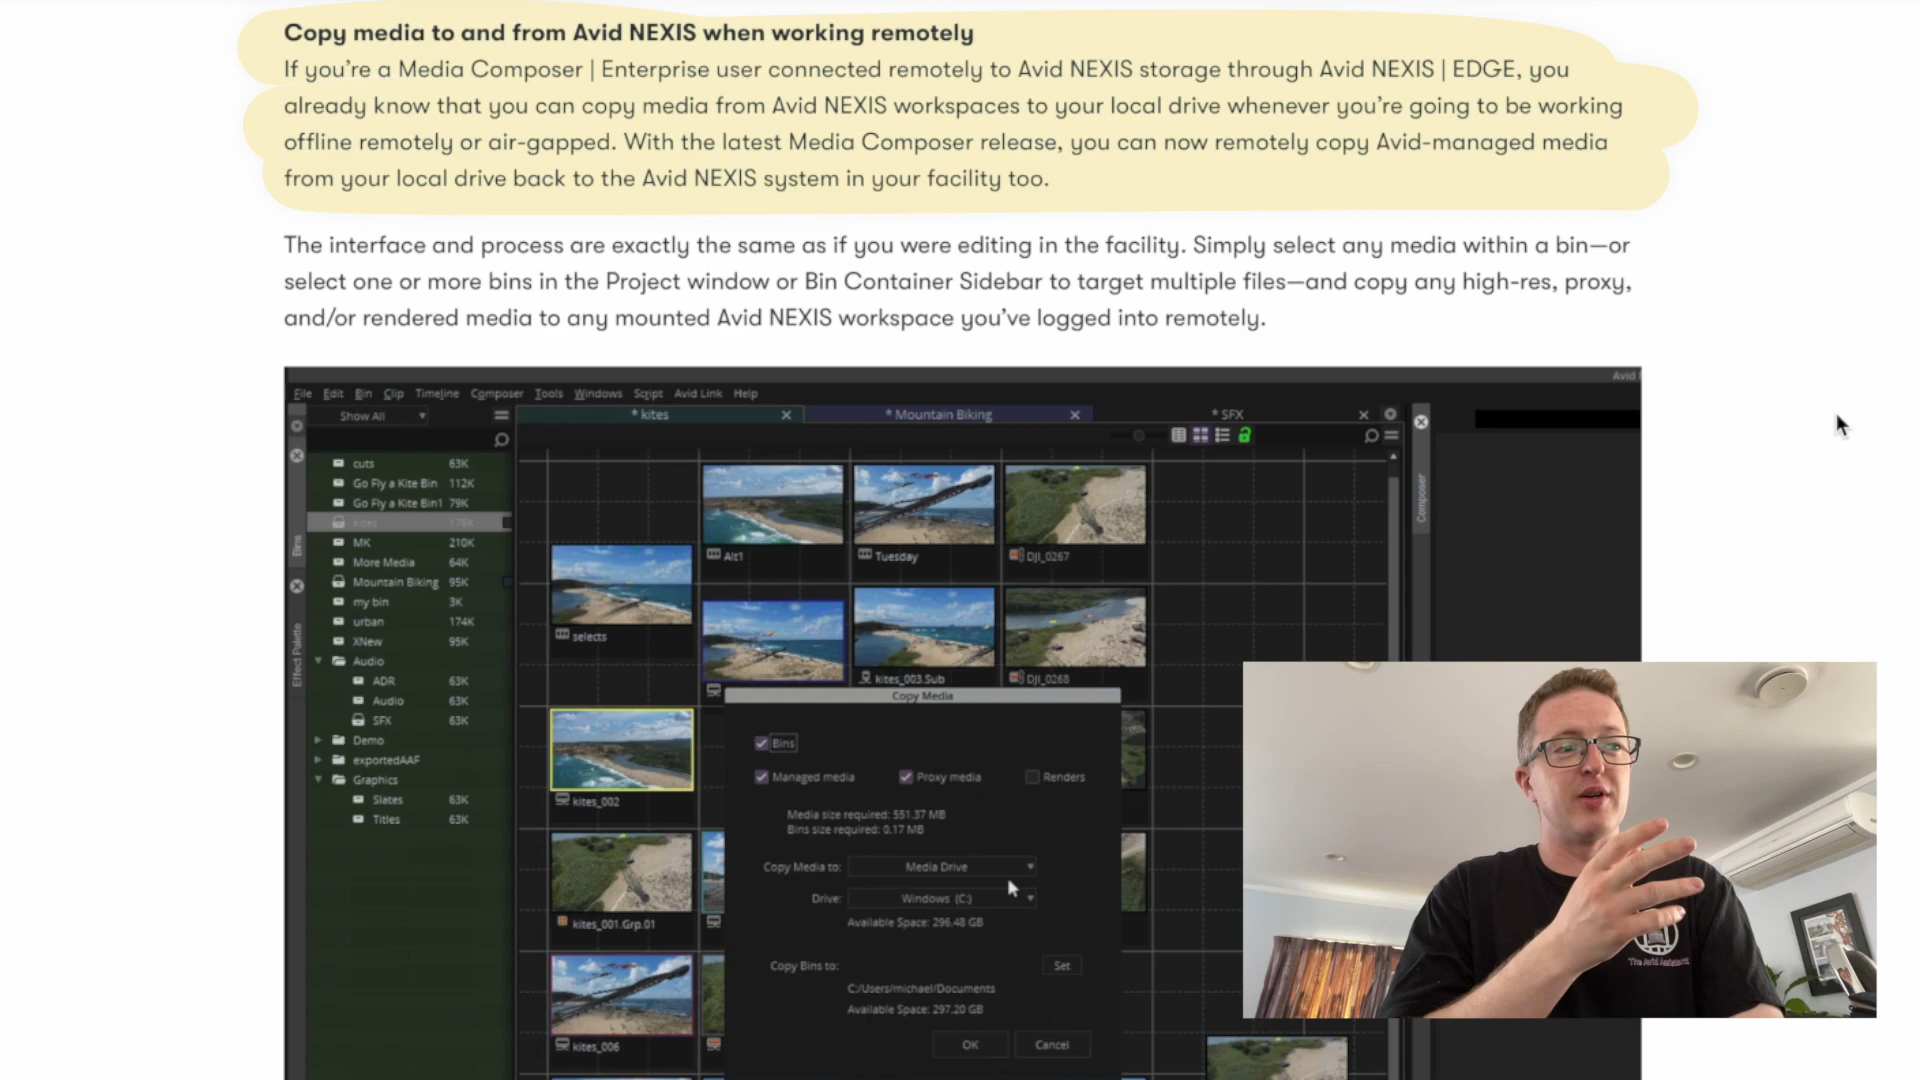 Copy media to and from Avid NEXIS when working remotely
If you're a Media Composer | Enterprise user connected remotely to Avid NEXIS storage through Avid NEXIS | EDGE, you
already know that you can copy media from Avid NEXIS workspaces to your local drive whenever you're going to be working
offline remotely or air-gapped. With the latest Media Composer release, you can now remotely copy Avid-managed media
from your local drive back to the Avid NEXIS system in your facility too.
The interface and process are exactly the same as if you were editing in the facility. Simply select any media within a bin—or
select one or more bins in the Project window or Bin Container Sidebar to target multiple files—and copy any high-res, proxy,
and/or rendered media to any mounted Avid NEXIS workspace you've logged into remotely.
Avid
File Edit Bin Clip Timeline Composer Tools Windows Script Avid Link Help
Show All
* kites
* Mountain Biking
* SFX
Bins
Effect Palette
Composer
cuts 63K
Go Fly a Kite Bin 112K
Go Fly a Kite Bin1 79K
kites 178K
MK 210K
More Media 64K
Mountain Biking 95K
my bin 3K
urban 174K
XNew 95K
Audio
ADR 63K
Audio 63K
SFX 63K
Demo
exportedAAF
Graphics
Slates 63K
Titles 63K
Alt1
Tuesday
DJI_0267
selects
kites_003.Sub
DJI_0268
kites_002
kites_001.Grp.01
kites_006
Copy Media
Bins
Managed media
Proxy media
Renders
Media size required: 551.37 MB
Bins size required: 0.17 MB
Copy Media to: Media Drive
Drive: Windows (C:)
Available Space: 296.48 GB
Copy Bins to: Set
C:/Users/michael/Documents
Available Space: 297.20 GB
OK
Cancel
The Avid Assistant